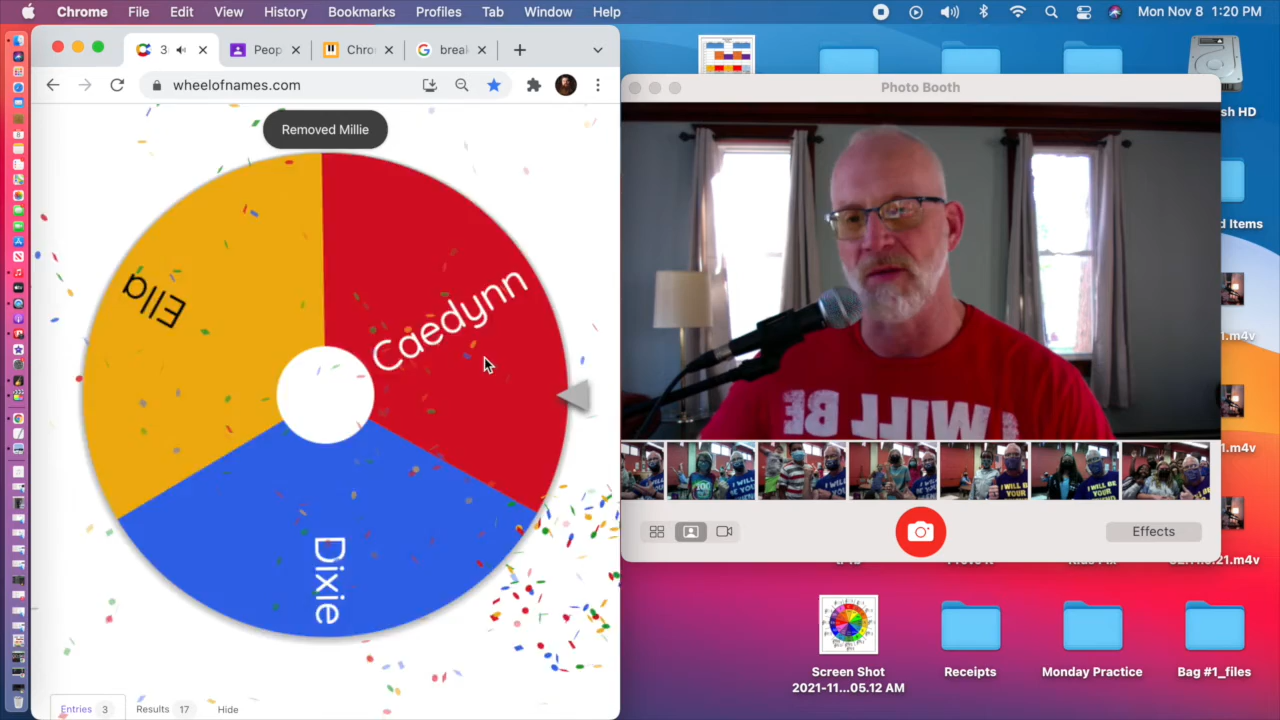 Chrome File Edit View History Bookmarks Profiles Tab Window Help Mon Nov 8 1:20 PM
3 Peop Chro breal
wheelofnames.com
Photo Booth
sh HD
Removed Millie
Ella
Caedynn
Dixie
d Items
I WILL BE
.m4v
.m4v
Effects
Screen Shot
2021-11...05.12 AM
Receipts
Monday Practice
Bag #1_files
Entries 3 Results 17 Hide